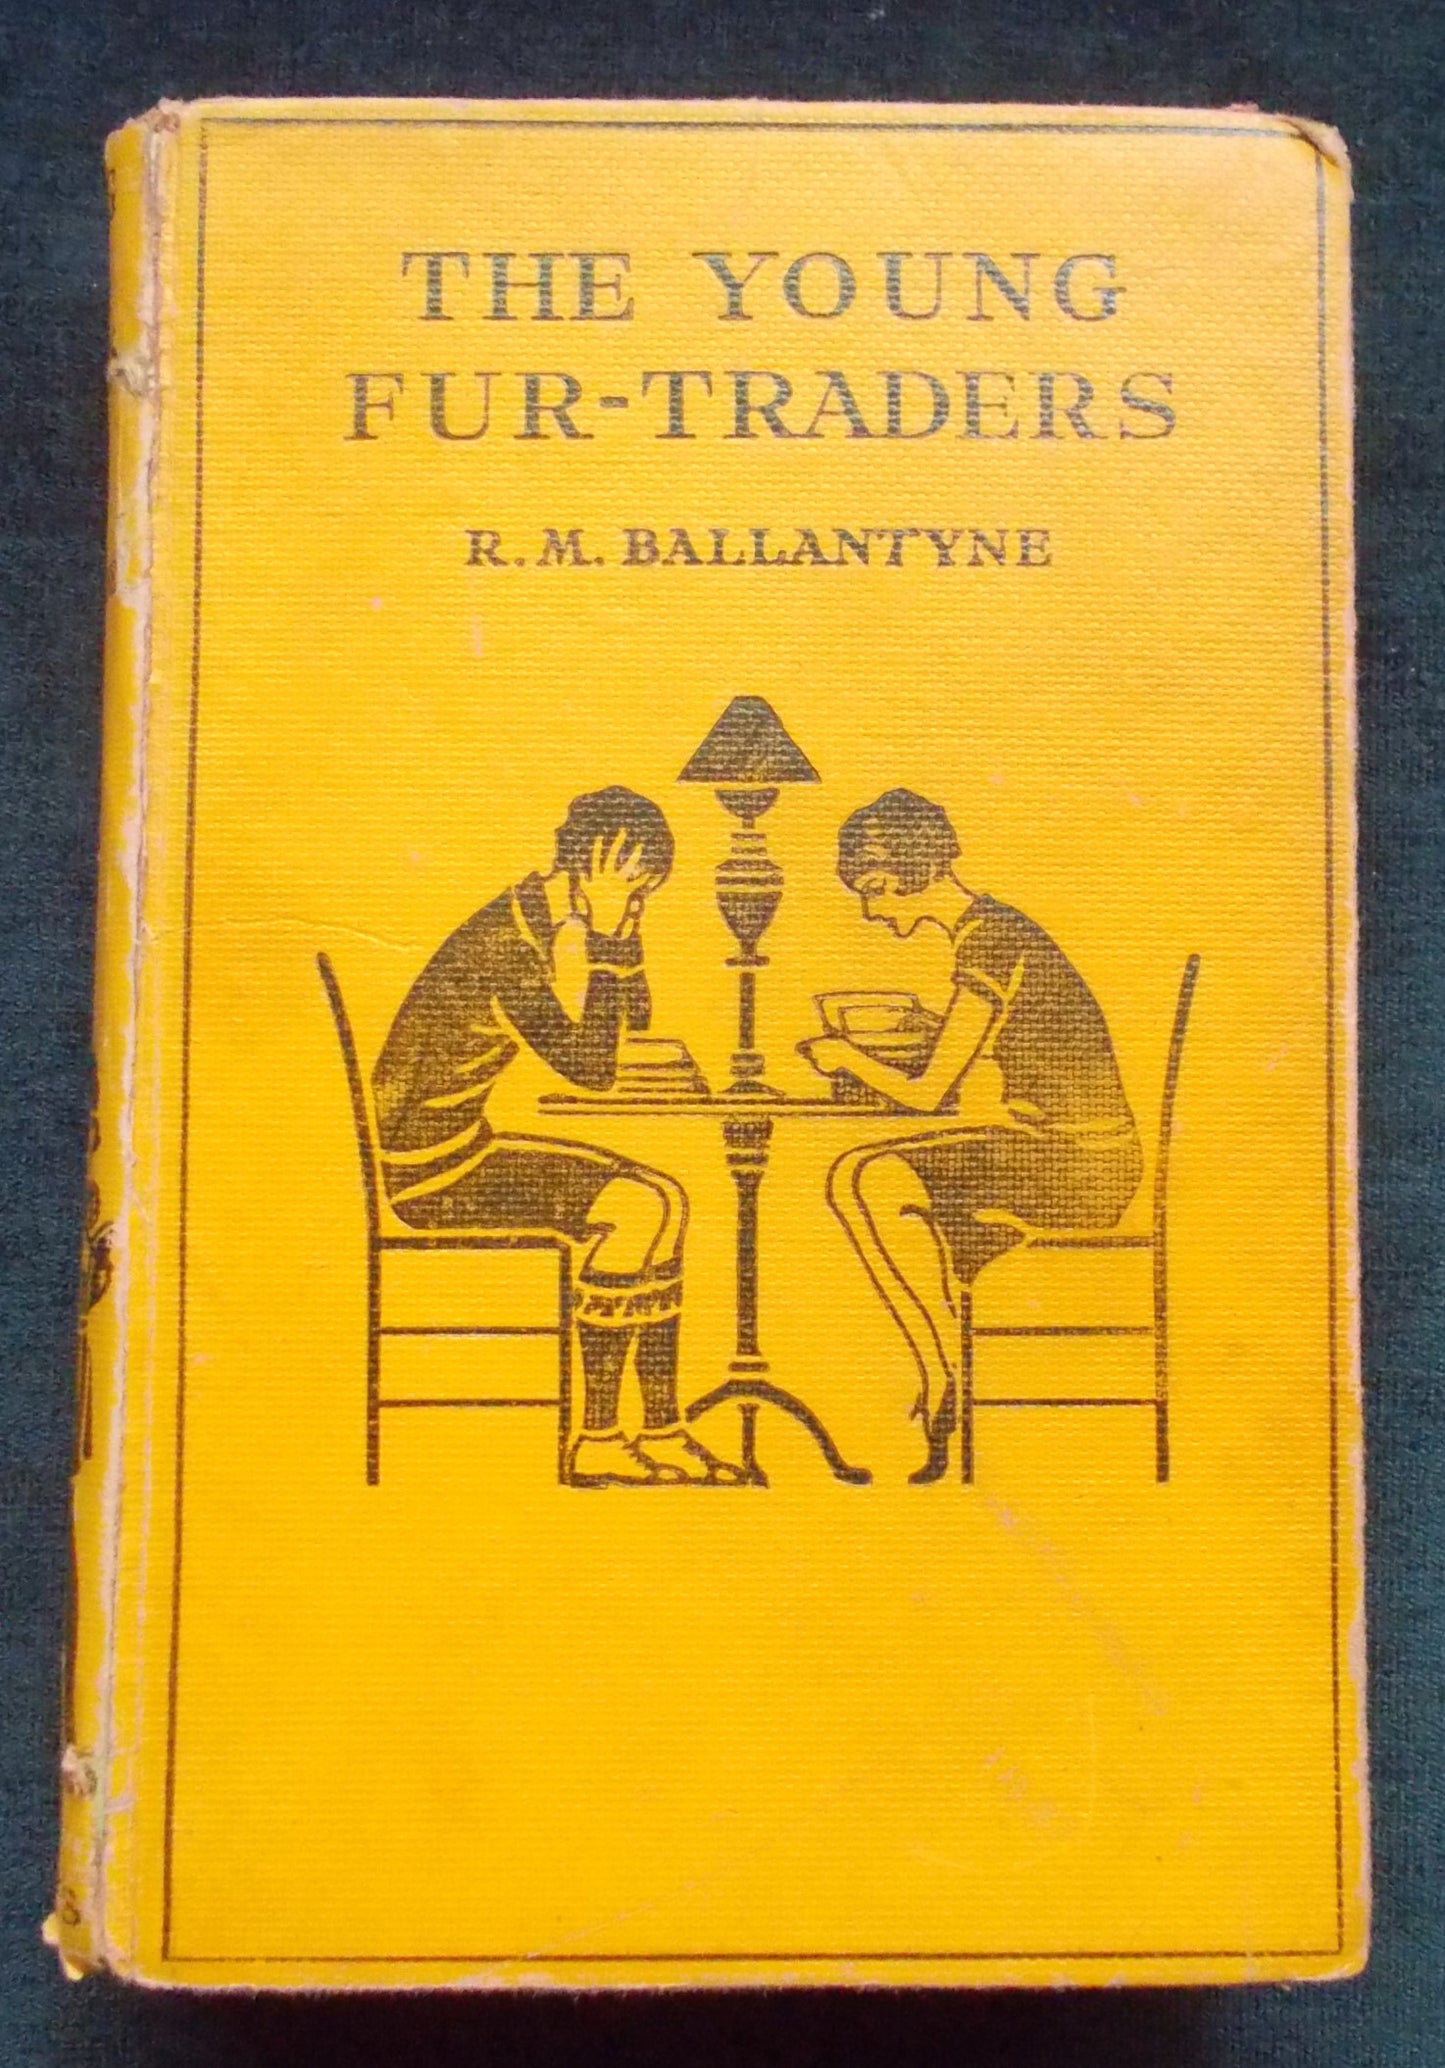 THE YOUNG
FUR-TRADERS
R. M. BALLANTYNE